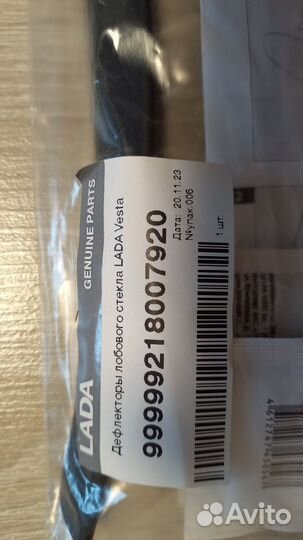 LADA
GENUINE PARTS
Дефлекторы лобового стекла LADA Vesta
99999218007920
Дата: 20.11.23
№упак.006
1 шт.
Avito